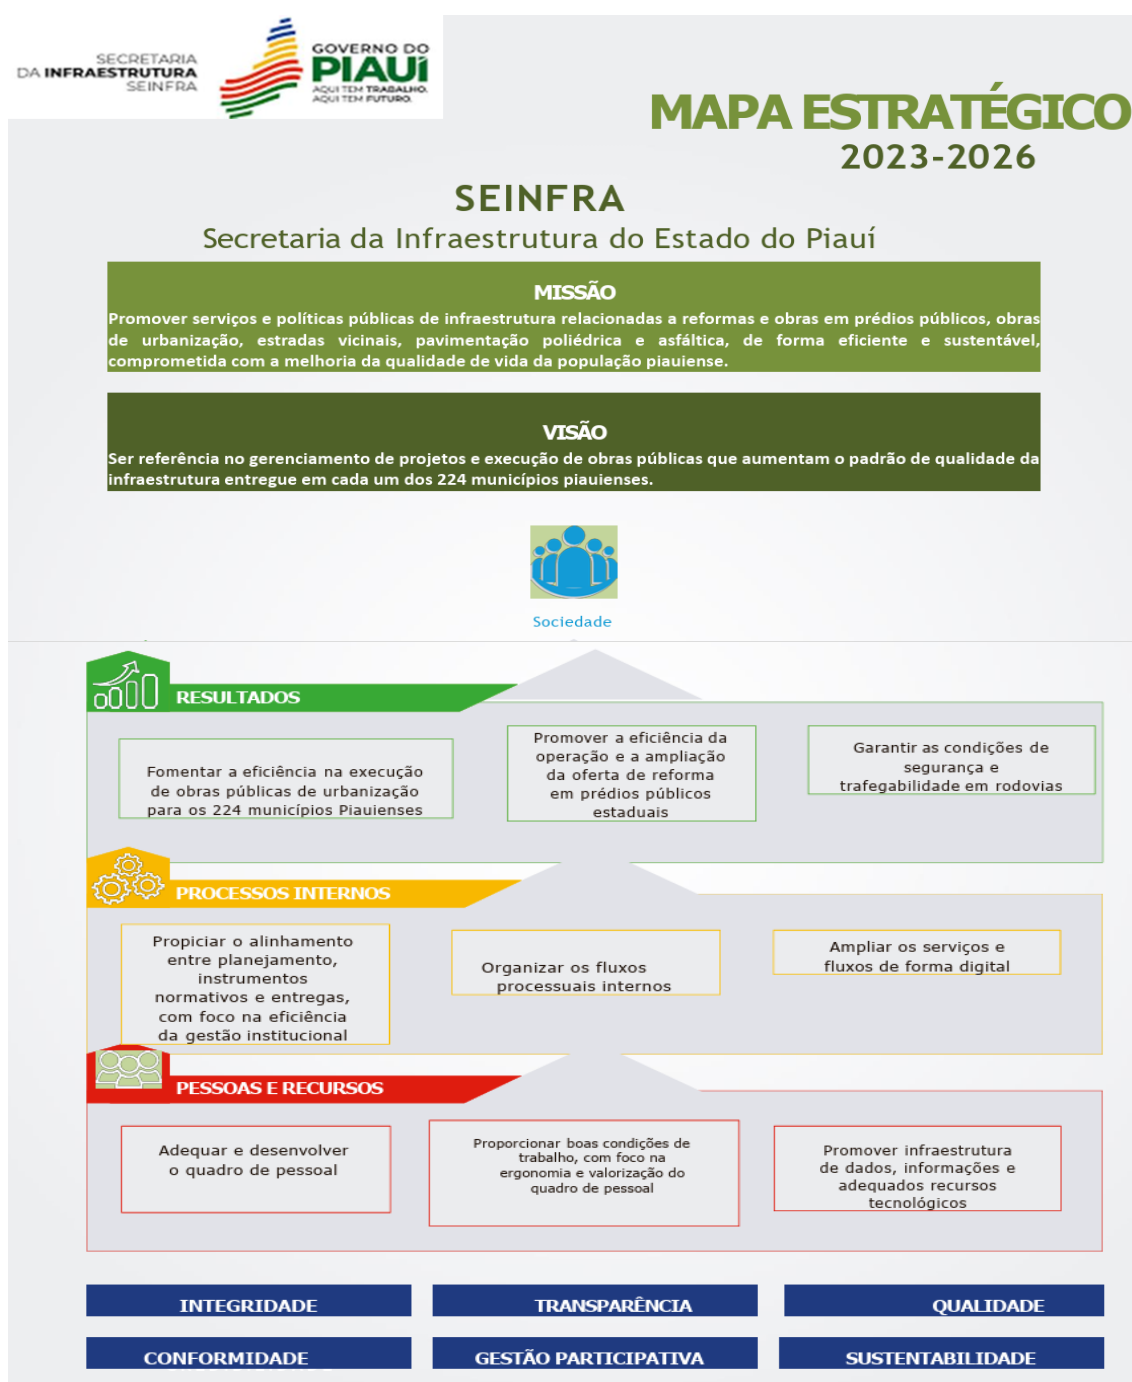 SECRETARIA
DA INFRAESTRUTURA
SEINFRA
GOVERNO DO
PIAUÍ
AQUI TEM TRABALHO.
AQUI TEM FUTURO.
MAPA ESTRATÉGICO
2023-2026
SEINFRA
Secretaria da Infraestrutura do Estado do Piauí
MISSÃO
Promover serviços e políticas públicas de infraestrutura relacionadas a reformas e obras em prédios públicos, obras
de urbanização, estradas vicinais, pavimentação poliédrica e asfáltica, de forma eficiente e sustentável,
comprometida com a melhoria da qualidade de vida da população piauiense.
VISÃO
Ser referência no gerenciamento de projetos e execução de obras públicas que aumentam o padrão de qualidade da
infraestrutura entregue em cada um dos 224 municípios piauienses.
Sociedade
RESULTADOS
Fomentar a eficiência na execução
de obras públicas de urbanização
para os 224 municípios Piauienses
Promover a eficiência da
operação e a ampliação
da oferta de reforma
em prédios públicos
estaduais
Garantir as condições de
segurança e
trafegabilidade em rodovias
PROCESSOS INTERNOS
Propiciar o alinhamento
entre planejamento,
instrumentos
normativos e entregas,
com foco na eficiência
da gestão institucional
Organizar os fluxos
processuais internos
Ampliar os serviços e
fluxos de forma digital
PESSOAS E RECURSOS
Adequar e desenvolver
o quadro de pessoal
Proporcionar boas condições de
trabalho, com foco na
ergonomia e valorização do
quadro de pessoal
Promover infraestrutura
de dados, informações e
adequados recursos
tecnológicos
INTEGRIDADE
TRANSPARÊNCIA
QUALIDADE
CONFORMIDADE
GESTÃO PARTICIPATIVA
SUSTENTABILIDADE